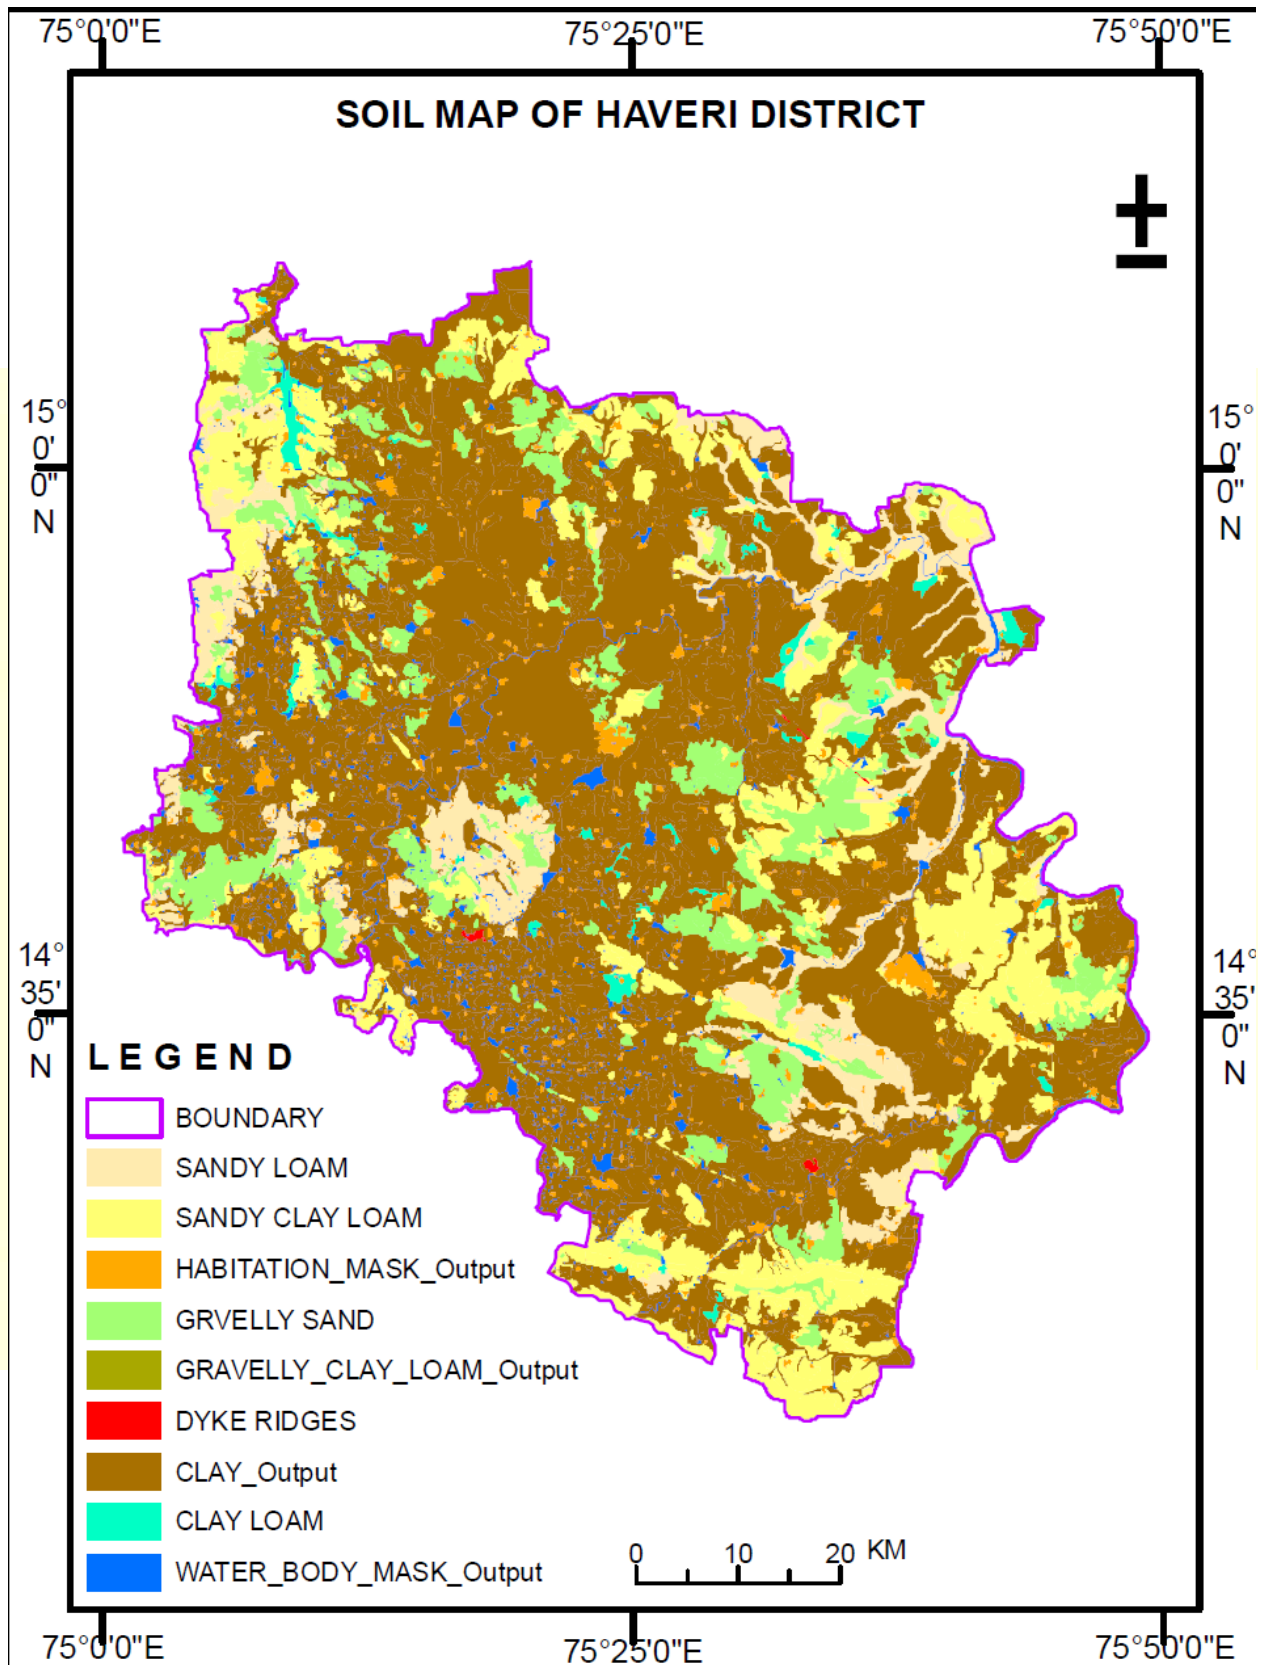 75°0'0"E 75°25'0"E 75°50'0"E
SOIL MAP OF HAVERI DISTRICT
15°
0'
0"
N
15°
0'
0"
N
14°
35'
0"
N
14°
35'
0"
N
LEGEND
BOUNDARY
SANDY LOAM
SANDY CLAY LOAM
HABITATION_MASK_Output
GRVELLY SAND
GRAVELLY_CLAY_LOAM_Output
DYKE RIDGES
CLAY_Output
CLAY LOAM
WATER_BODY_MASK_Output
0 10 20 KM
75°0'0"E 75°25'0"E 75°50'0"E